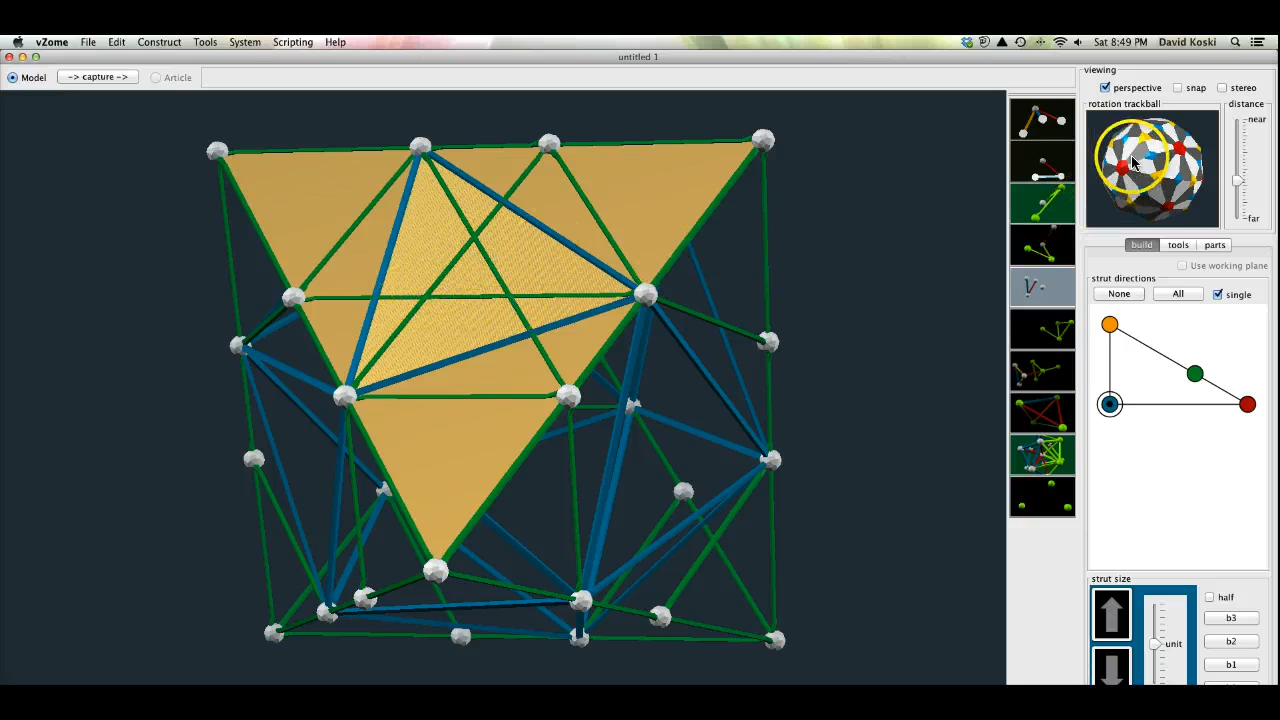 vZome File Edit Construct Tools System Scripting Help Sat 8:49 PM David Koski
untitled 1
Model -> capture -> Article
viewing
perspective snap stereo
rotation trackball distance
near
far
build tools parts
Use working plane
strut directions
None All single
strut size
half
b3
unit
b2
b1